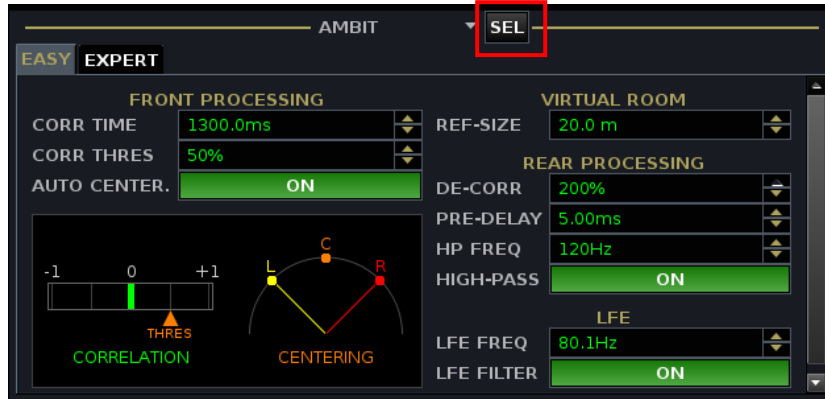 AMBIT SEL
EASY EXPERT
FRONT PROCESSING
CORR TIME 1300.0ms
CORR THRES 50%
AUTO CENTER. ON
-1 0 +1
THRES
CORRELATION
L C R
CENTERING
VIRTUAL ROOM
REF-SIZE 20.0 m
REAR PROCESSING
DE-CORR 200%
PRE-DELAY 5.00ms
HP FREQ 120Hz
HIGH-PASS ON
LFE
LFE FREQ 80.1Hz
LFE FILTER ON